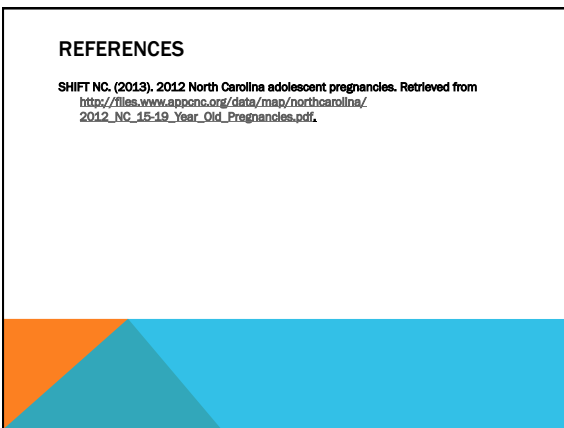 REFERENCES
SHIFT NC. (2013). 2012 North Carolina adolescent pregnancies. Retrieved from
http://files.www.appcnc.org/data/map/northcarolina/
2012_NC_15-19_Year_Old_Pregnancies.pdf.